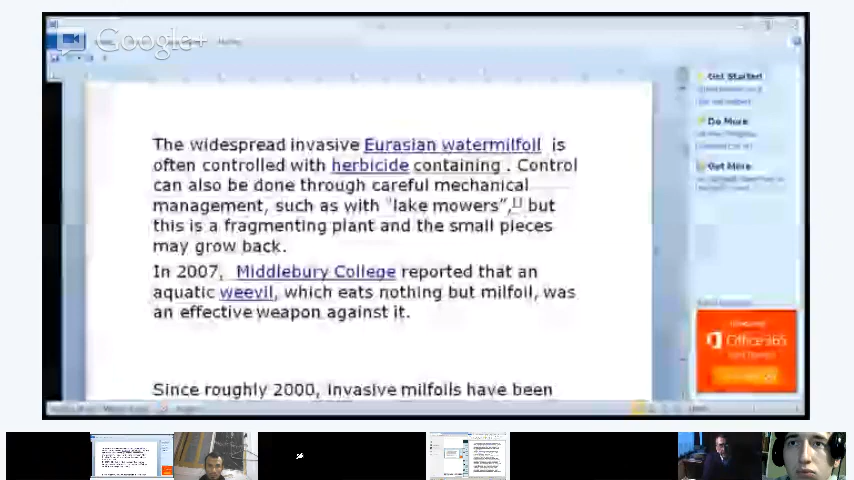 Google+
Get Started
The widespread invasive Eurasian watermilfoil is
often controlled with herbicide containing . Control
can also be done through careful mechanical
management, such as with "lake mowers", but
this is a fragmenting plant and the small pieces
may grow back.
In 2007, Middlebury College reported that an
aquatic weevil, which eats nothing but milfoil, was
an effective weapon against it.
Since roughly 2000, invasive milfoils have been
Do More
Get More
Office 365